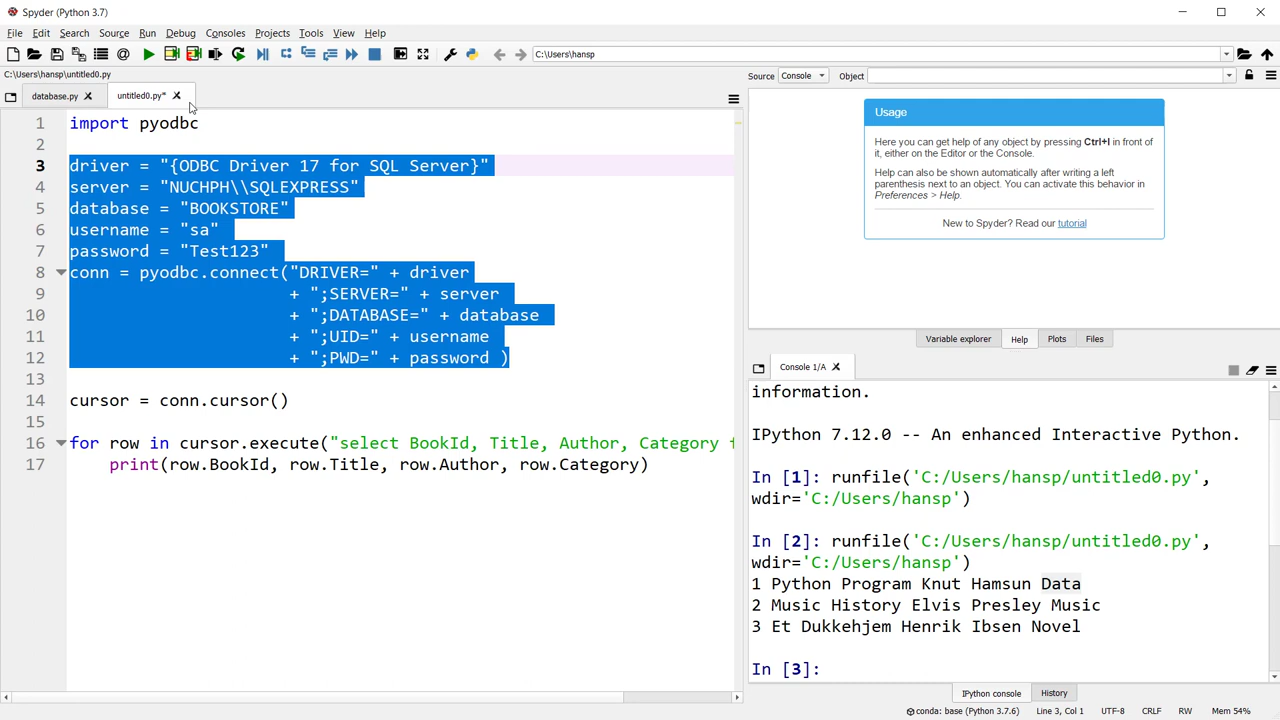 Spyder (Python 3.7)
File Edit Search Source Run Debug Consoles Projects Tools View Help
C:\Users\hansp
C:\Users\hansp\untitled0.py
database.py
untitled0.py*
1 import pyodbc
2
3 driver = "{ODBC Driver 17 for SQL Server}"
4 server = "NUCHPH\\SQLEXPRESS"
5 database = "BOOKSTORE"
6 username = "sa"
7 password = "Test123"
8 conn = pyodbc.connect("DRIVER=" + driver
9 + ";SERVER=" + server
10 + ";DATABASE=" + database
11 + ";UID=" + username
12 + ";PWD=" + password )
13
14 cursor = conn.cursor()
15
16 for row in cursor.execute("select BookId, Title, Author, Category f
17 print(row.BookId, row.Title, row.Author, row.Category)
Source Console Object
Usage
Here you can get help of any object by pressing Ctrl+I in front of
it, either on the Editor or the Console.
Help can also be shown automatically after writing a left
parenthesis next to an object. You can activate this behavior in
Preferences > Help.
New to Spyder? Read our tutorial
Variable explorer Help Plots Files
Console 1/A
information.
IPython 7.12.0 -- An enhanced Interactive Python.
In [1]: runfile('C:/Users/hansp/untitled0.py',
wdir='C:/Users/hansp')
In [2]: runfile('C:/Users/hansp/untitled0.py',
wdir='C:/Users/hansp')
1 Python Program Knut Hamsun Data
2 Music History Elvis Presley Music
3 Et Dukkehjem Henrik Ibsen Novel
In [3]:
IPython console History
conda: base (Python 3.7.6) Line 3, Col 1 UTF-8 CRLF RW Mem 54%